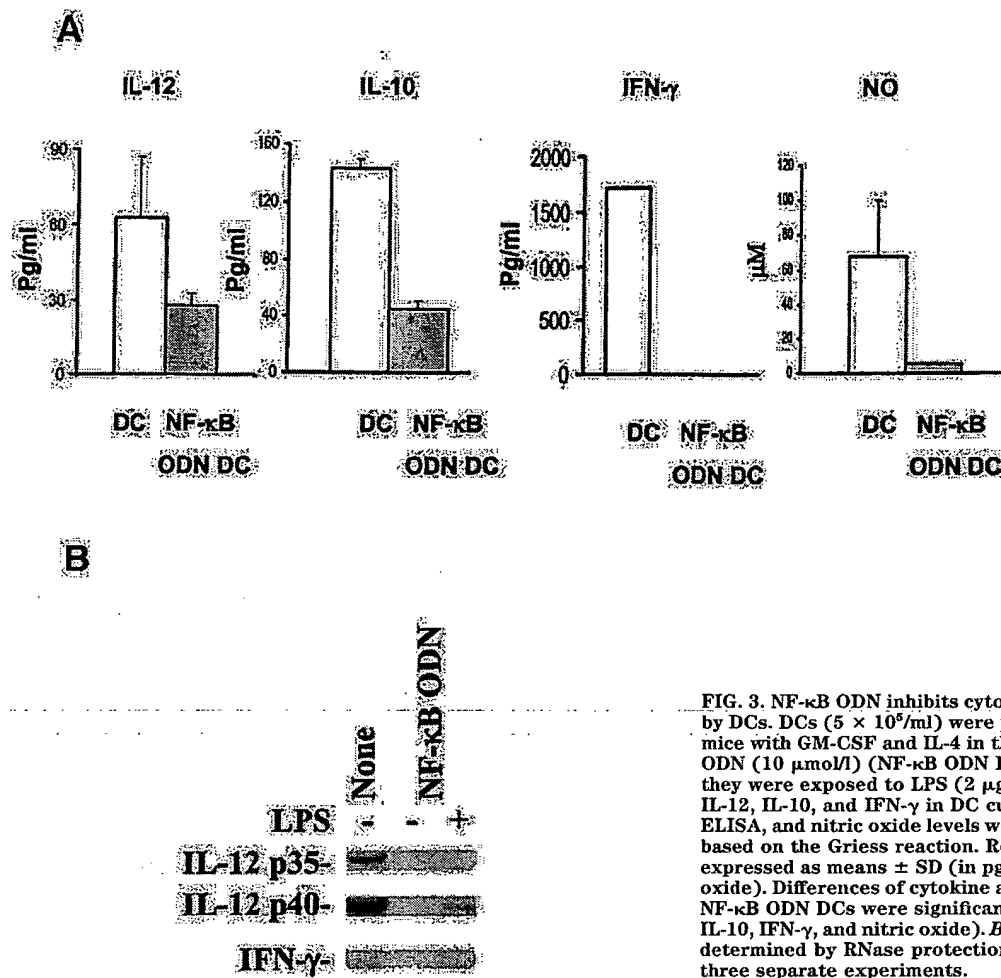 A
IL-12 IL-10 IFN-γ NO
90
60
30
0
Pg/ml
160
120
80
40
0
Pg/ml
2000
1500
1000
500
0
Pg/ml
120
100
80
60
40
20
0
μM
DC NF-κB ODN DC
DC NF-κB ODN DC
DC NF-κB ODN DC
DC NF-κB ODN DC
B
None
NF-κB ODN
LPS - - +
IL-12 p35-
IL-12 p40-
IFN-γ-
FIG. 3. NF-κB ODN inhibits cyto
by DCs. DCs (5 × 10⁵/ml) were
mice with GM-CSF and IL-4 in t
ODN (10 μmol/l) (NF-κB ODN
they were exposed to LPS (2 μg
IL-12, IL-10, and IFN-γ in DC cu
ELISA, and nitric oxide levels w
based on the Griess reaction. R
expressed as means ± SD (in pg
oxide). Differences of cytokine a
NF-κB ODN DCs were significan
IL-10, IFN-γ, and nitric oxide). B
determined by RNase protection
three separate experiments.